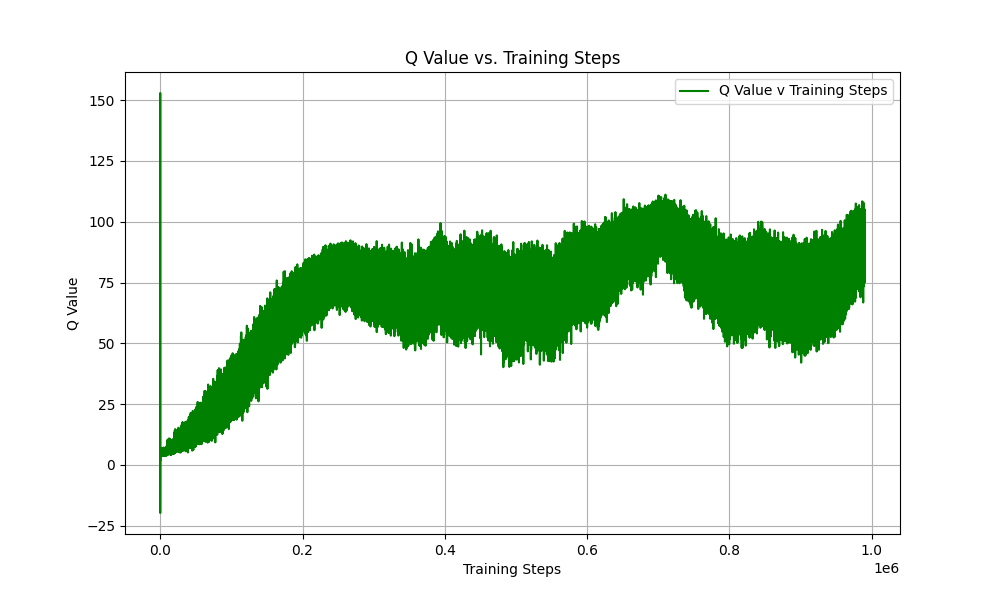 Q Value vs. Training Steps
Q Value v Training Steps
150
125
100
75
50
25
0
−25
Q Value
0.0 0.2 0.4 0.6 0.8 1.0
1e6
Training Steps